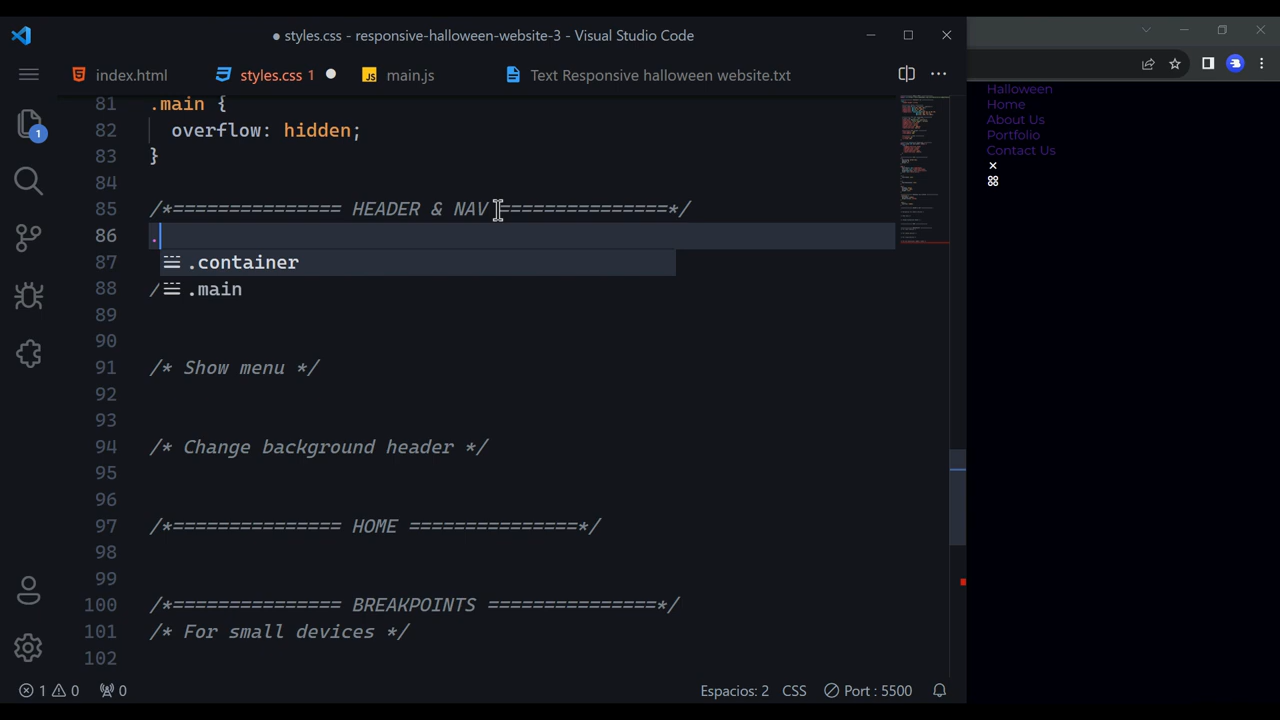 styles.css - responsive-halloween-website-3 - Visual Studio Code
index.html
styles.css 1
main.js
Text Responsive halloween website.txt
81 .main {
82 overflow: hidden;
83 }
84
85 /*=============== HEADER & NAV ===============*/
86 .
87 .container
88 / .main
89
90
91 /* Show menu */
92
93
94 /* Change background header */
95
96
97 /*=============== HOME ===============*/
98
99
100 /*=============== BREAKPOINTS ===============*/
101 /* For small devices */
102
1
1 0 0
Espacios: 2 CSS Port : 5500
Halloween
Home
About Us
Portfolio
Contact Us